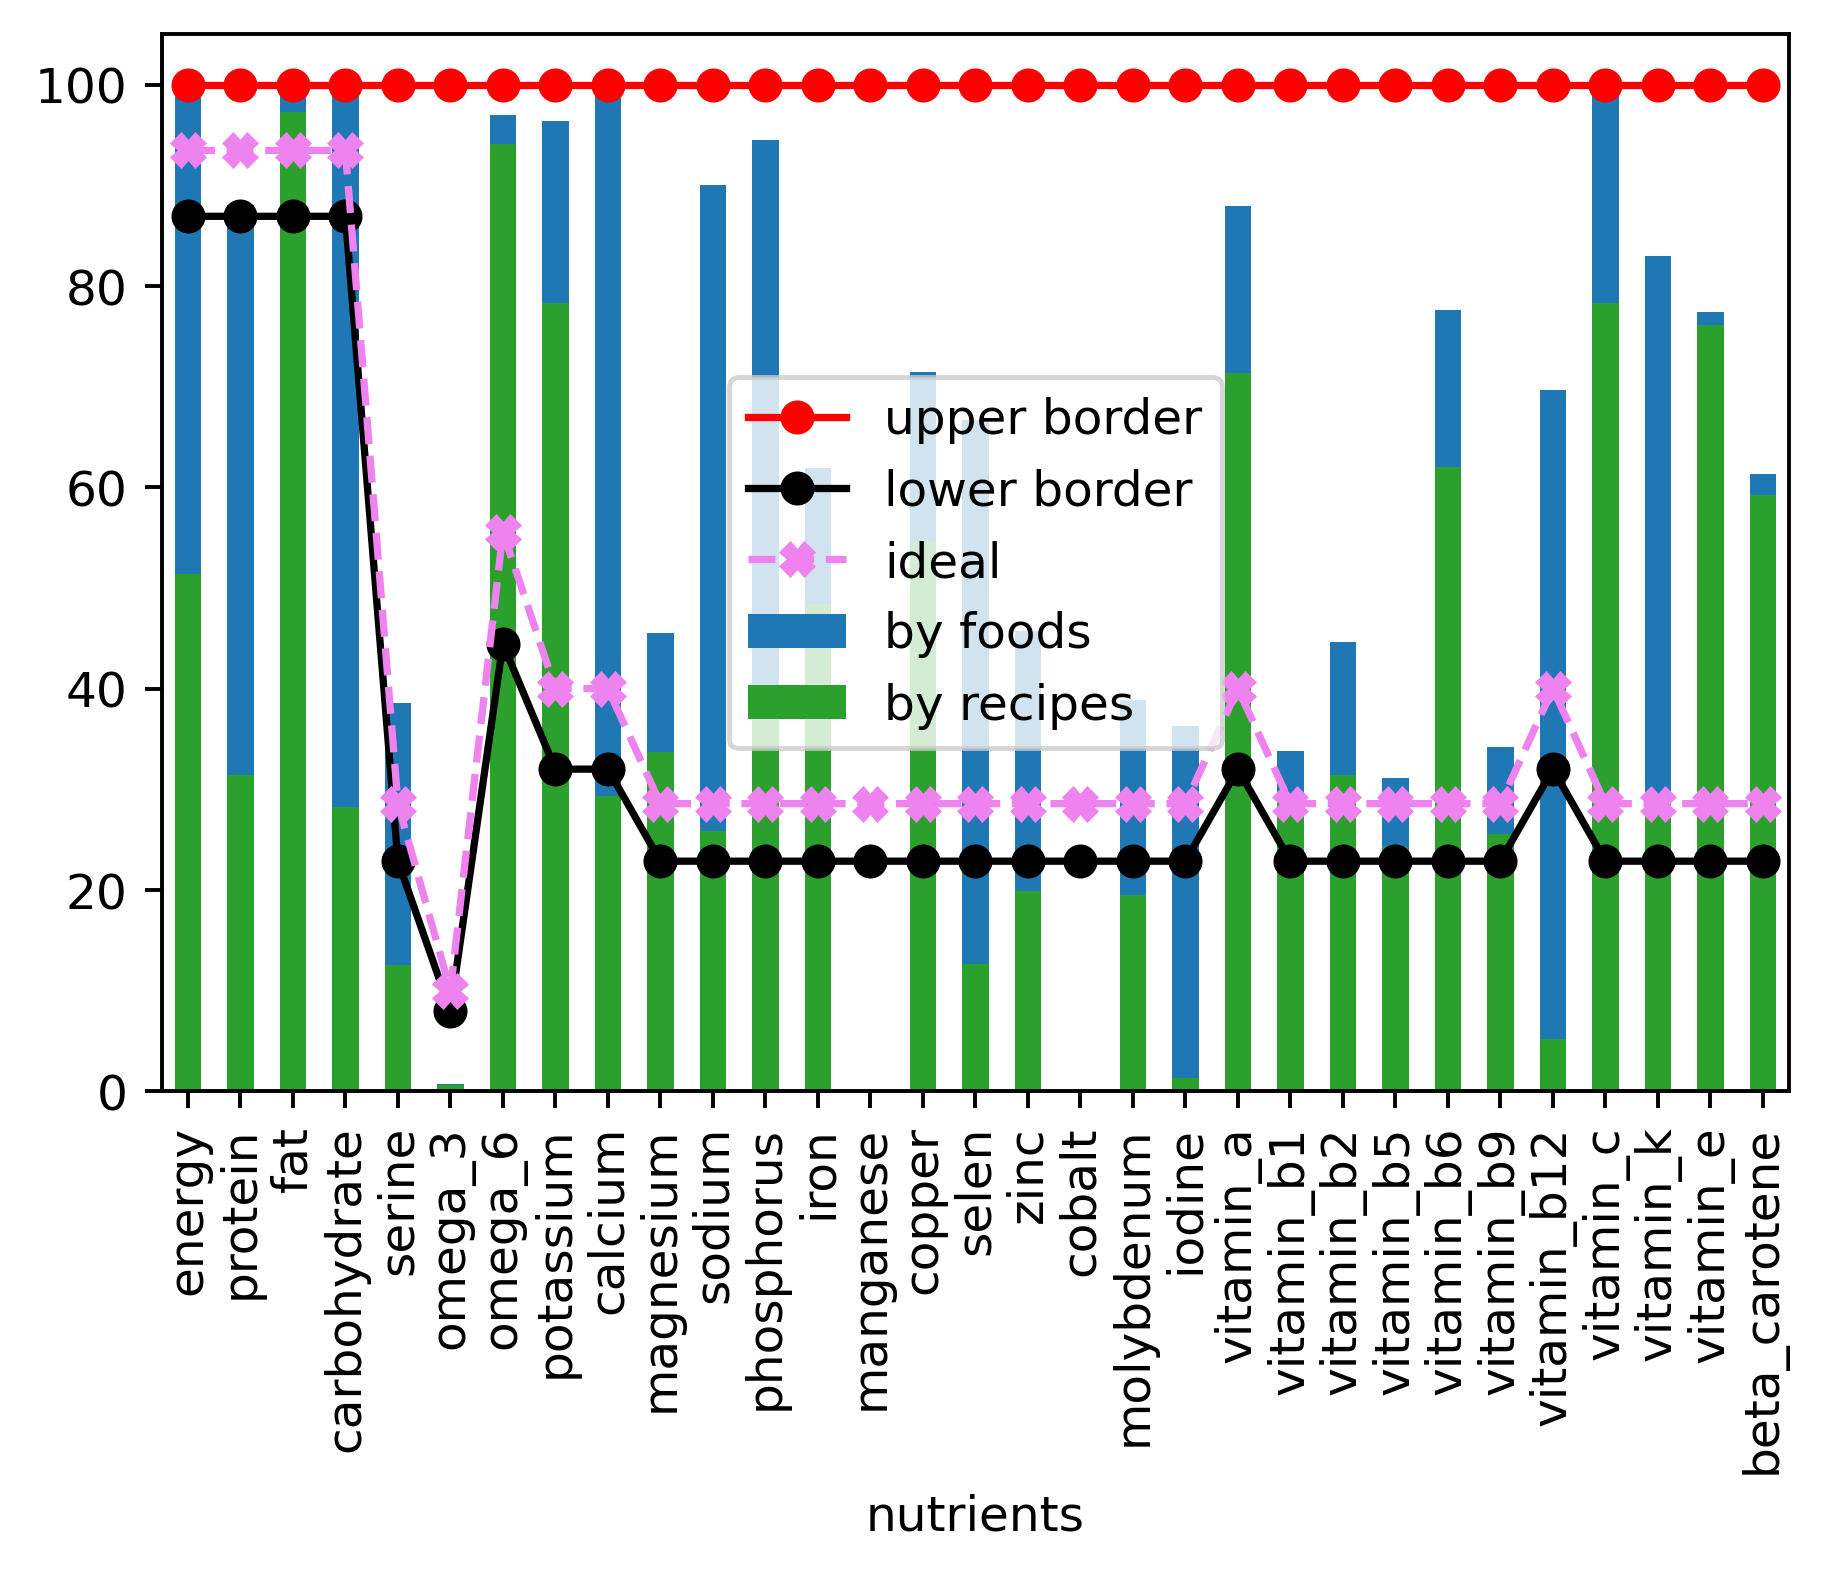 100
80
60
40
20
0
upper border
lower border
ideal
by foods
by recipes
energy
protein
fat
carbohydrate
serine
omega_3
omega_6
potassium
calcium
magnesium
sodium
phosphorus
iron
manganese
copper
selen
zinc
cobalt
molybdenum
iodine
vitamin_a
vitamin_b1
vitamin_b2
vitamin_b5
vitamin_b6
vitamin_b9
vitamin_b12
vitamin_c
vitamin_k
vitamin_e
beta_carotene
nutrients